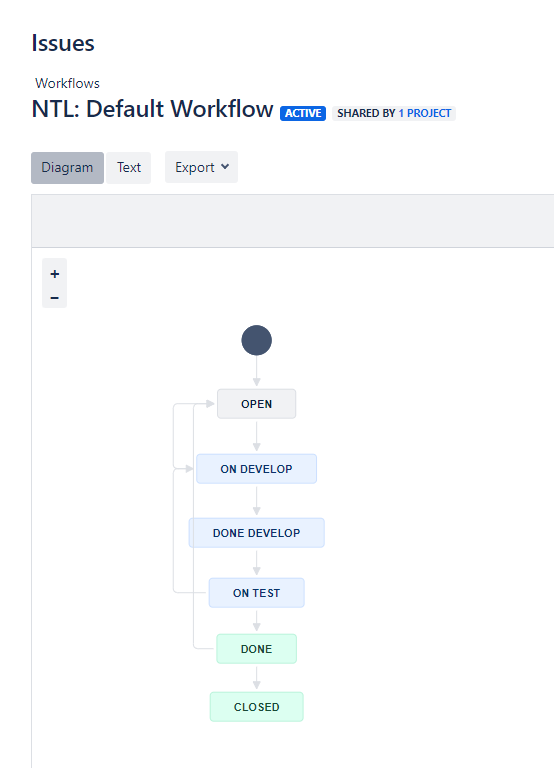 Issues
Workflows
NTL: Default Workflow ACTIVE SHARED BY 1 PROJECT
Diagram Text Export
+
−
OPEN
ON DEVELOP
DONE DEVELOP
ON TEST
DONE
CLOSED